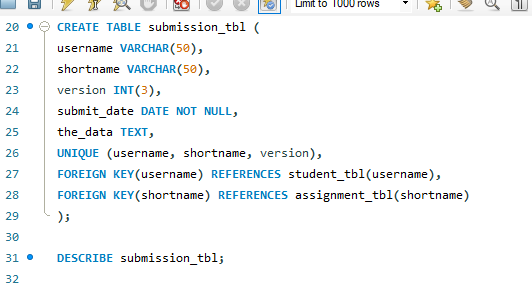 Limit to 1000 rows
20 CREATE TABLE submission_tbl (
21 username VARCHAR(50),
22 shortname VARCHAR(50),
23 version INT(3),
24 submit_date DATE NOT NULL,
25 the_data TEXT,
26 UNIQUE (username, shortname, version),
27 FOREIGN KEY(username) REFERENCES student_tbl(username),
28 FOREIGN KEY(shortname) REFERENCES assignment_tbl(shortname)
29 );
30
31 DESCRIBE submission_tbl;
32